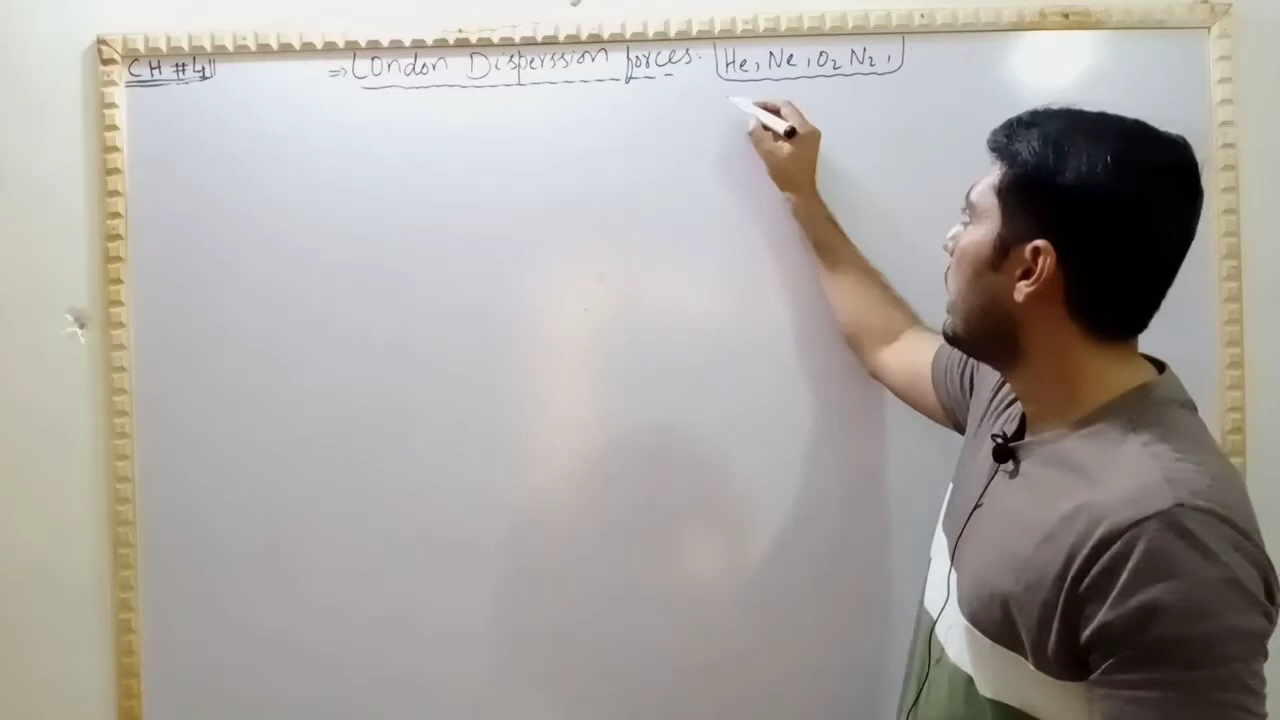 CH #4
⇒ London Disperssion forces. He, Ne, O₂ N₂,